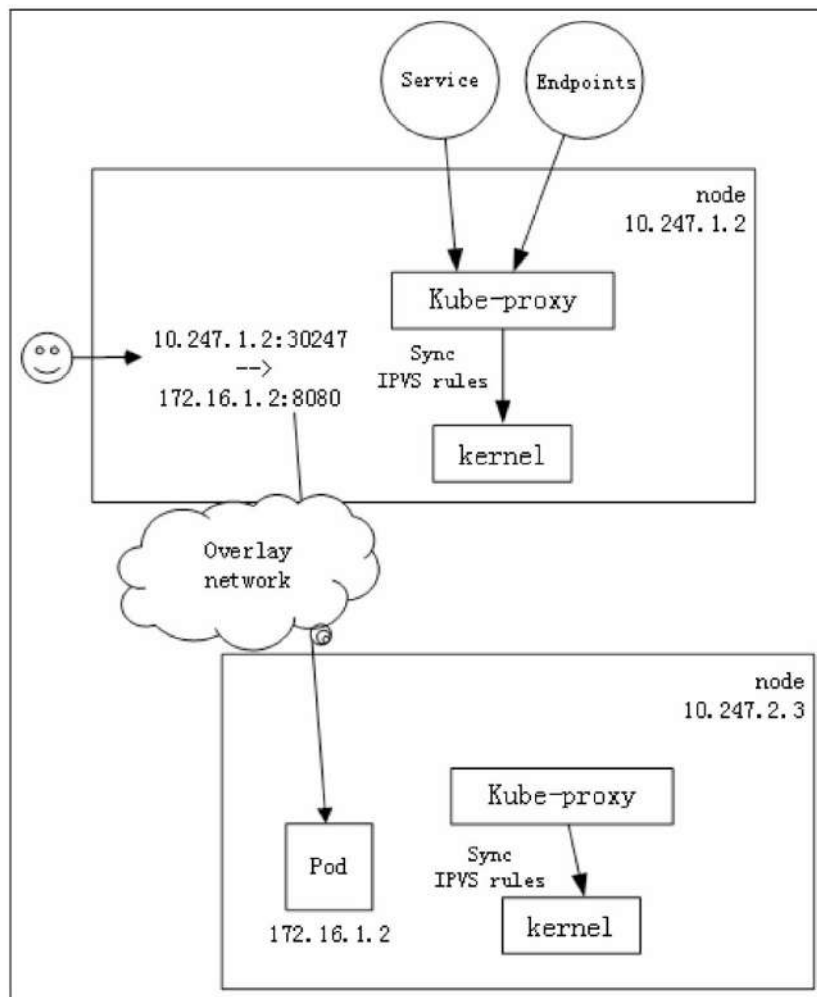 Service
Endpoints
node
10.247.1.2
Kube-proxy
10.247.1.2:30247
-->
172.16.1.2:8080
Sync
IPVS rules
kernel
Overlay
network
node
10.247.2.3
Kube-proxy
Sync
IPVS rules
Pod
kernel
172.16.1.2